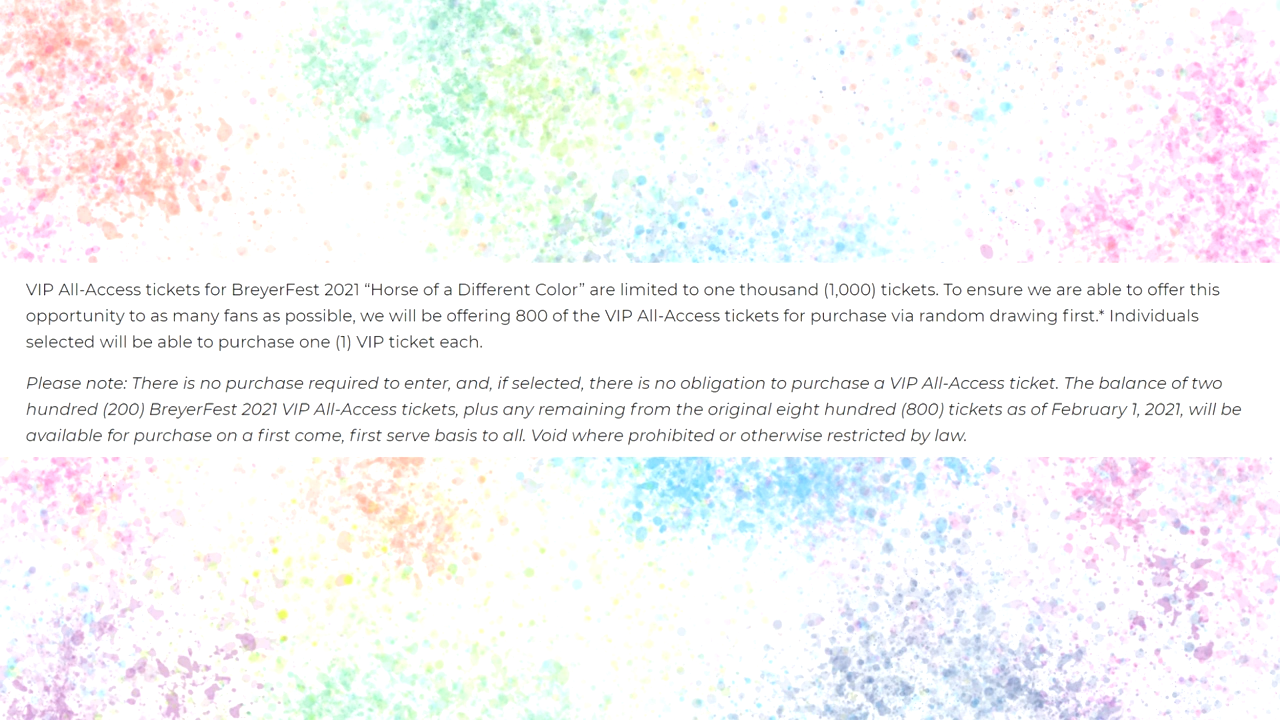 VIP All-Access tickets for BreyerFest 2021 “Horse of a Different Color” are limited to one thousand (1,000) tickets. To ensure we are able to offer this
opportunity to as many fans as possible, we will be offering 800 of the VIP All-Access tickets for purchase via random drawing first.* Individuals
selected will be able to purchase one (1) VIP ticket each.
Please note: There is no purchase required to enter, and, if selected, there is no obligation to purchase a VIP All-Access ticket. The balance of two
hundred (200) BreyerFest 2021 VIP All-Access tickets, plus any remaining from the original eight hundred (800) tickets as of February 1, 2021, will be
available for purchase on a first come, first serve basis to all. Void where prohibited or otherwise restricted by law.